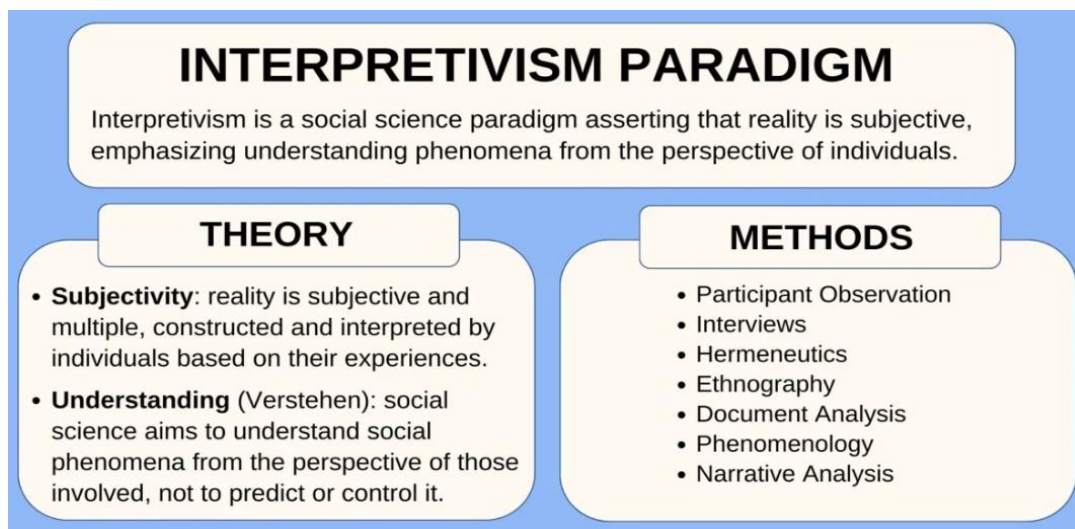 INTERPRETIVISM PARADIGM
Interpretivism is a social science paradigm asserting that reality is subjective,
emphasizing understanding phenomena from the perspective of individuals.
THEORY
• Subjectivity: reality is subjective and
multiple, constructed and interpreted by
individuals based on their experiences.
• Understanding (Verstehen): social
science aims to understand social
phenomena from the perspective of those
involved, not to predict or control it.
METHODS
• Participant Observation
• Interviews
• Hermeneutics
• Ethnography
• Document Analysis
• Phenomenology
• Narrative Analysis